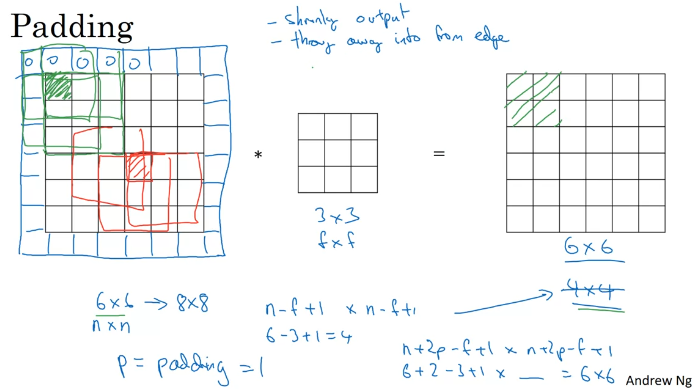 Padding
- shrinky output
- throw away info from edge
0 0 0 0 0
*
=
3 × 3
f × f
6 × 6
4 × 4
6 × 6 → 8 × 8
n × n
n - f + 1 × n - f + 1
6 - 3 + 1 = 4
p = padding = 1
n + 2p - f + 1 × n + 2p - f + 1
6 + 2 - 3 + 1 × __ = 6 × 6
Andrew Ng